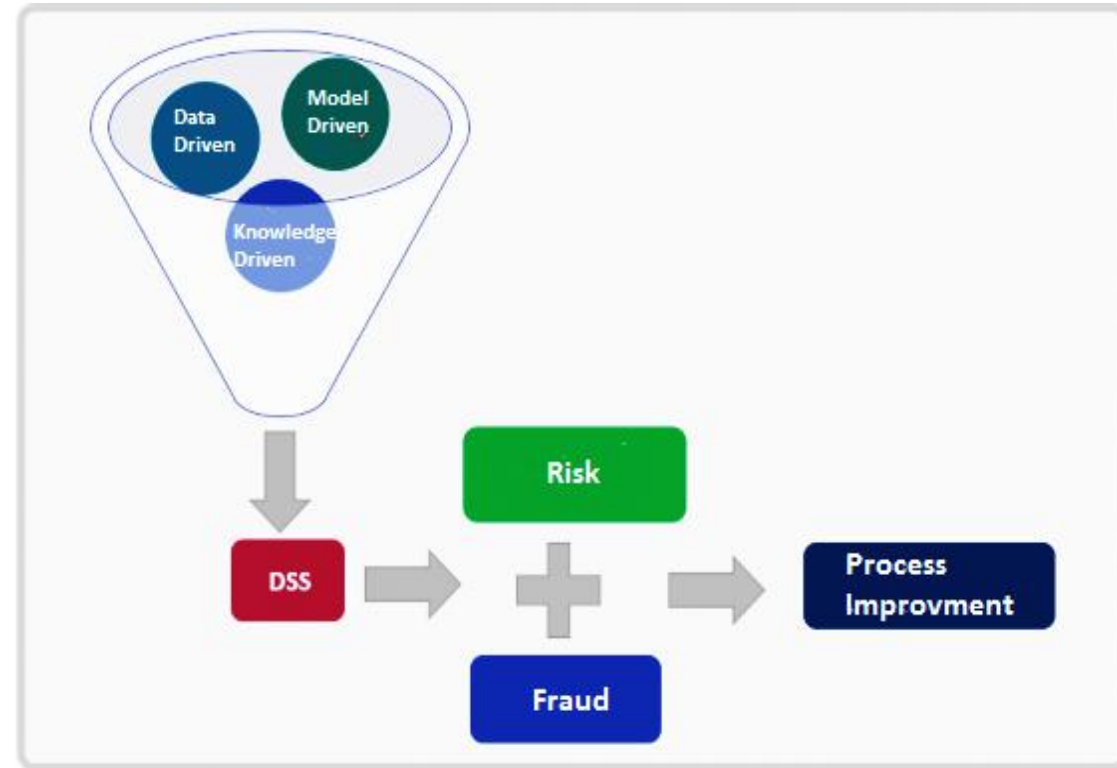 Data
Driven
Model
Driven
Knowledge
Driven
Risk
DSS
Process
Improvment
Fraud